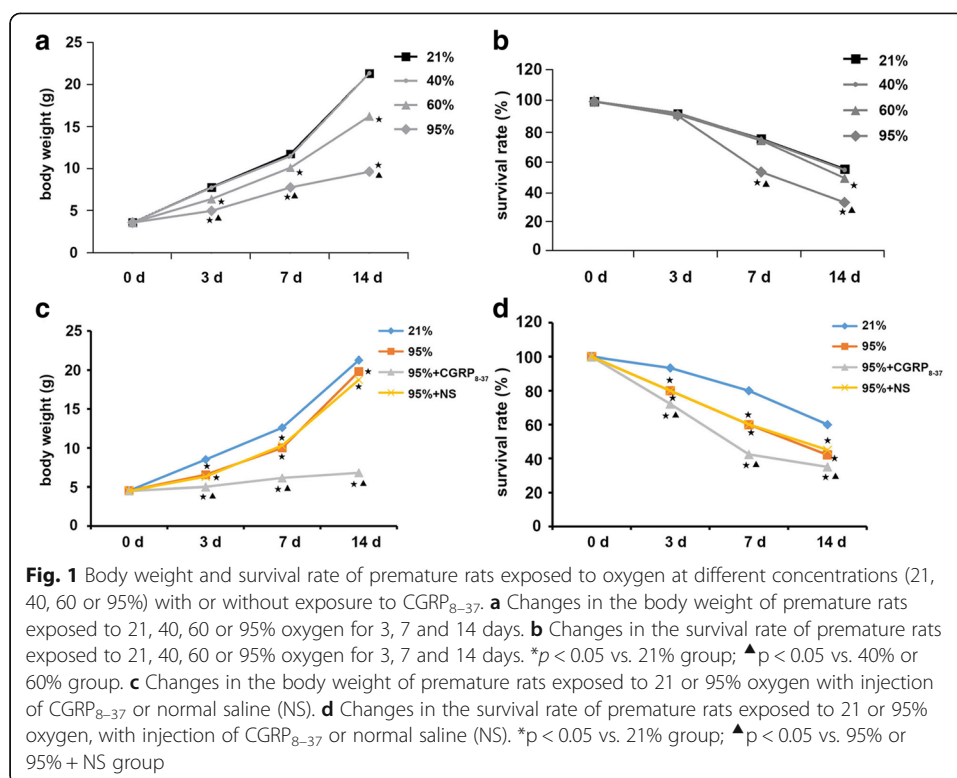 a
25
20
15
10
5
0
body weight (g)
0 d 3 d 7 d 14 d
21%
40%
60%
95%
b
120
100
80
60
40
20
0
survival rate (%)
0 d 3 d 7 d 14 d
21%
40%
60%
95%
c
25
20
15
10
5
0
body weight (g)
0 d 3 d 7 d 14 d
21%
95%
95%+CGRP8-37
95%+NS
d
120
100
80
60
40
20
0
survival rate (%)
0 d 3 d 7 d 14 d
21%
95%
95%+CGRP8-37
95%+NS
Fig. 1 Body weight and survival rate of premature rats exposed to oxygen at different concentrations (21,
40, 60 or 95%) with or without exposure to CGRP8–37. a Changes in the body weight of premature rats
exposed to 21, 40, 60 or 95% oxygen for 3, 7 and 14 days. b Changes in the survival rate of premature rats
exposed to 21, 40, 60 or 95% oxygen for 3, 7 and 14 days. *p < 0.05 vs. 21% group; ▲p < 0.05 vs. 40% or
60% group. c Changes in the body weight of premature rats exposed to 21 or 95% oxygen with injection
of CGRP8–37 or normal saline (NS). d Changes in the survival rate of premature rats exposed to 21 or 95%
oxygen, with injection of CGRP8–37 or normal saline (NS). *p < 0.05 vs. 21% group; ▲p < 0.05 vs. 95% or
95% + NS group